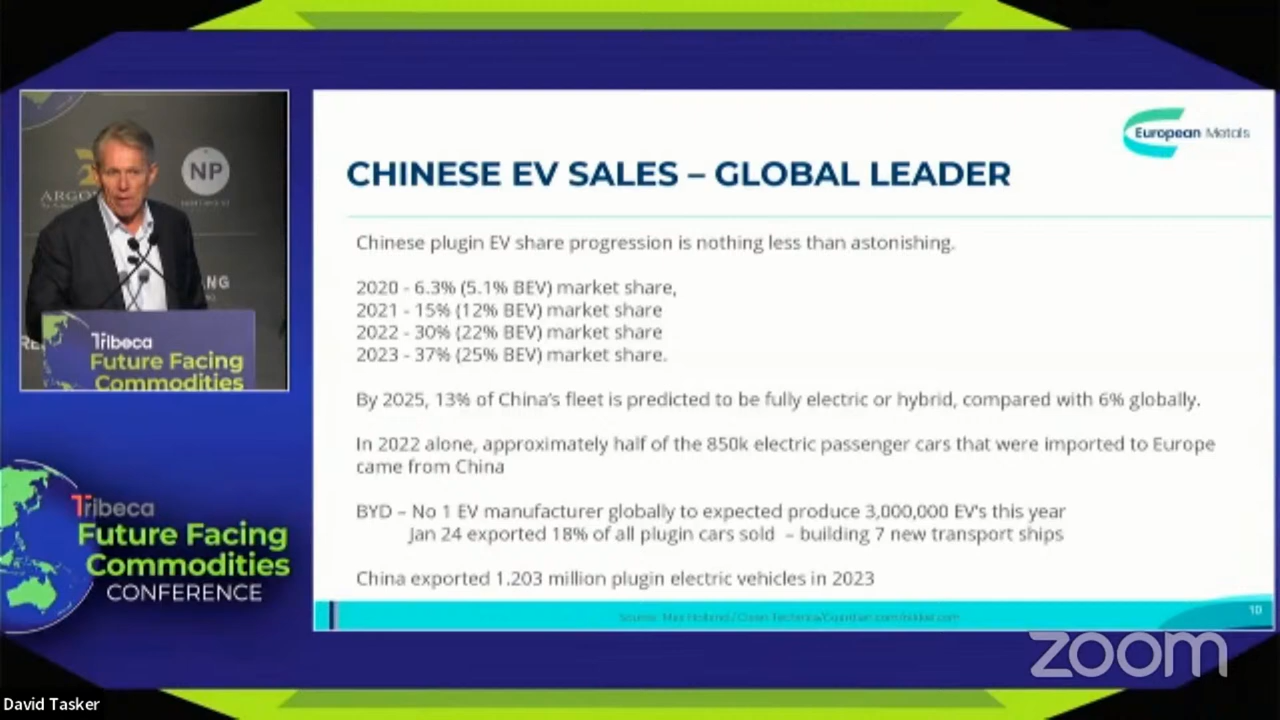 European Metals
CHINESE EV SALES – GLOBAL LEADER
Chinese plugin EV share progression is nothing less than astonishing.
2020 - 6.3% (5.1% BEV) market share,
2021 - 15% (12% BEV) market share
2022 - 30% (22% BEV) market share
2023 - 37% (25% BEV) market share.
By 2025, 13% of China's fleet is predicted to be fully electric or hybrid, compared with 6% globally.
In 2022 alone, approximately half of the 850k electric passenger cars that were imported to Europe
came from China
BYD – No 1 EV manufacturer globally to expected produce 3,000,000 EV's this year
Jan 24 exported 18% of all plugin cars sold – building 7 new transport ships
China exported 1.203 million plugin electric vehicles in 2023
10
NP
Tribeca
Future Facing
Commodities
Tribeca
Future Facing
Commodities
CONFERENCE
zoom
David Tasker